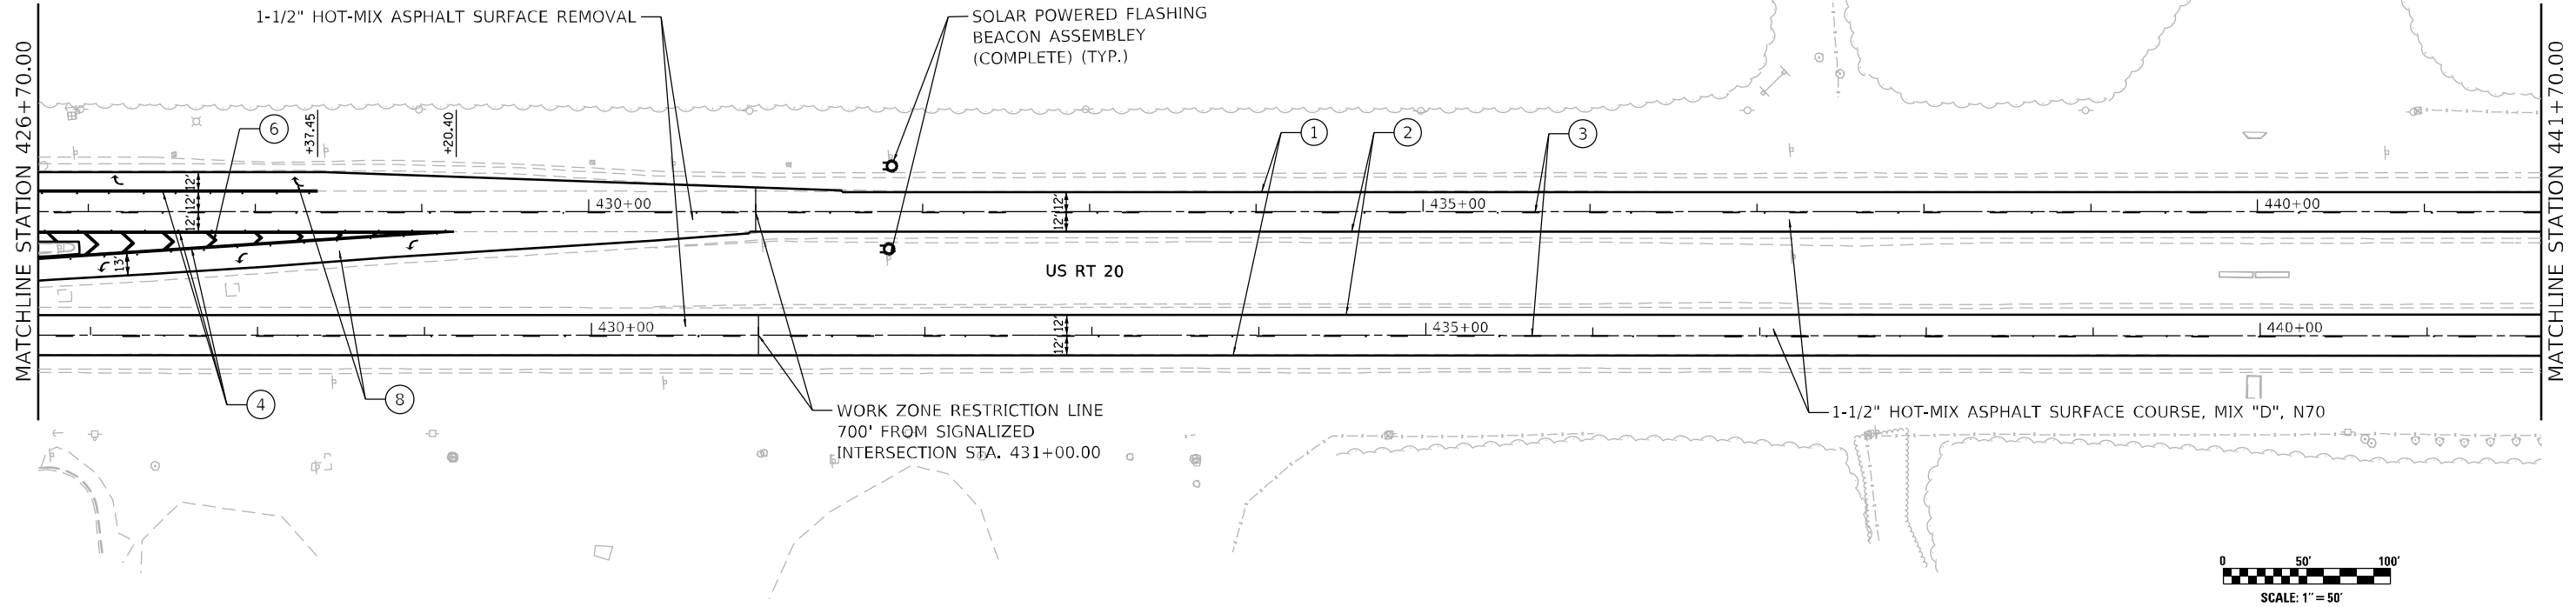 1-1/2" HOT-MIX ASPHALT SURFACE REMOVAL
SOLAR POWERED FLASHING
BEACON ASSEMBLEY
(COMPLETE) (TYP.)
MATCHLINE STATION 426+70.00
MATCHLINE STATION 441+70.00
6
+37.45
+20.40
1
2
3
12'
12'
12'
430+00
12'
12'
435+00
440+00
13'
US RT 20
430+00
12'
12'
435+00
440+00
4
8
WORK ZONE RESTRICTION LINE
700' FROM SIGNALIZED
INTERSECTION STA. 431+00.00
1-1/2" HOT-MIX ASPHALT SURFACE COURSE, MIX "D", N70
0 50' 100'
SCALE: 1" = 50'